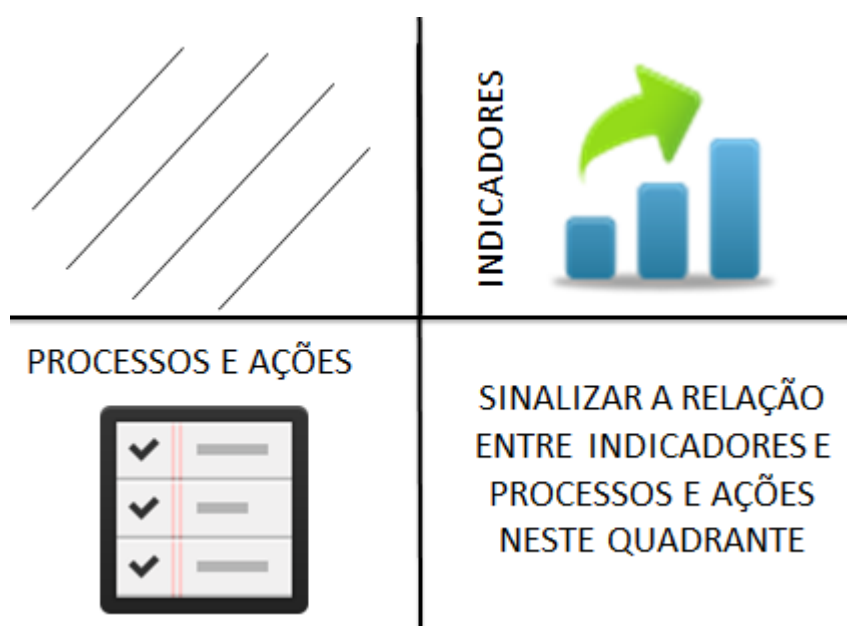 INDICADORES
PROCESSOS E AÇÕES
SINALIZAR A RELAÇÃO
ENTRE INDICADORES E
PROCESSOS E AÇÕES
NESTE QUADRANTE